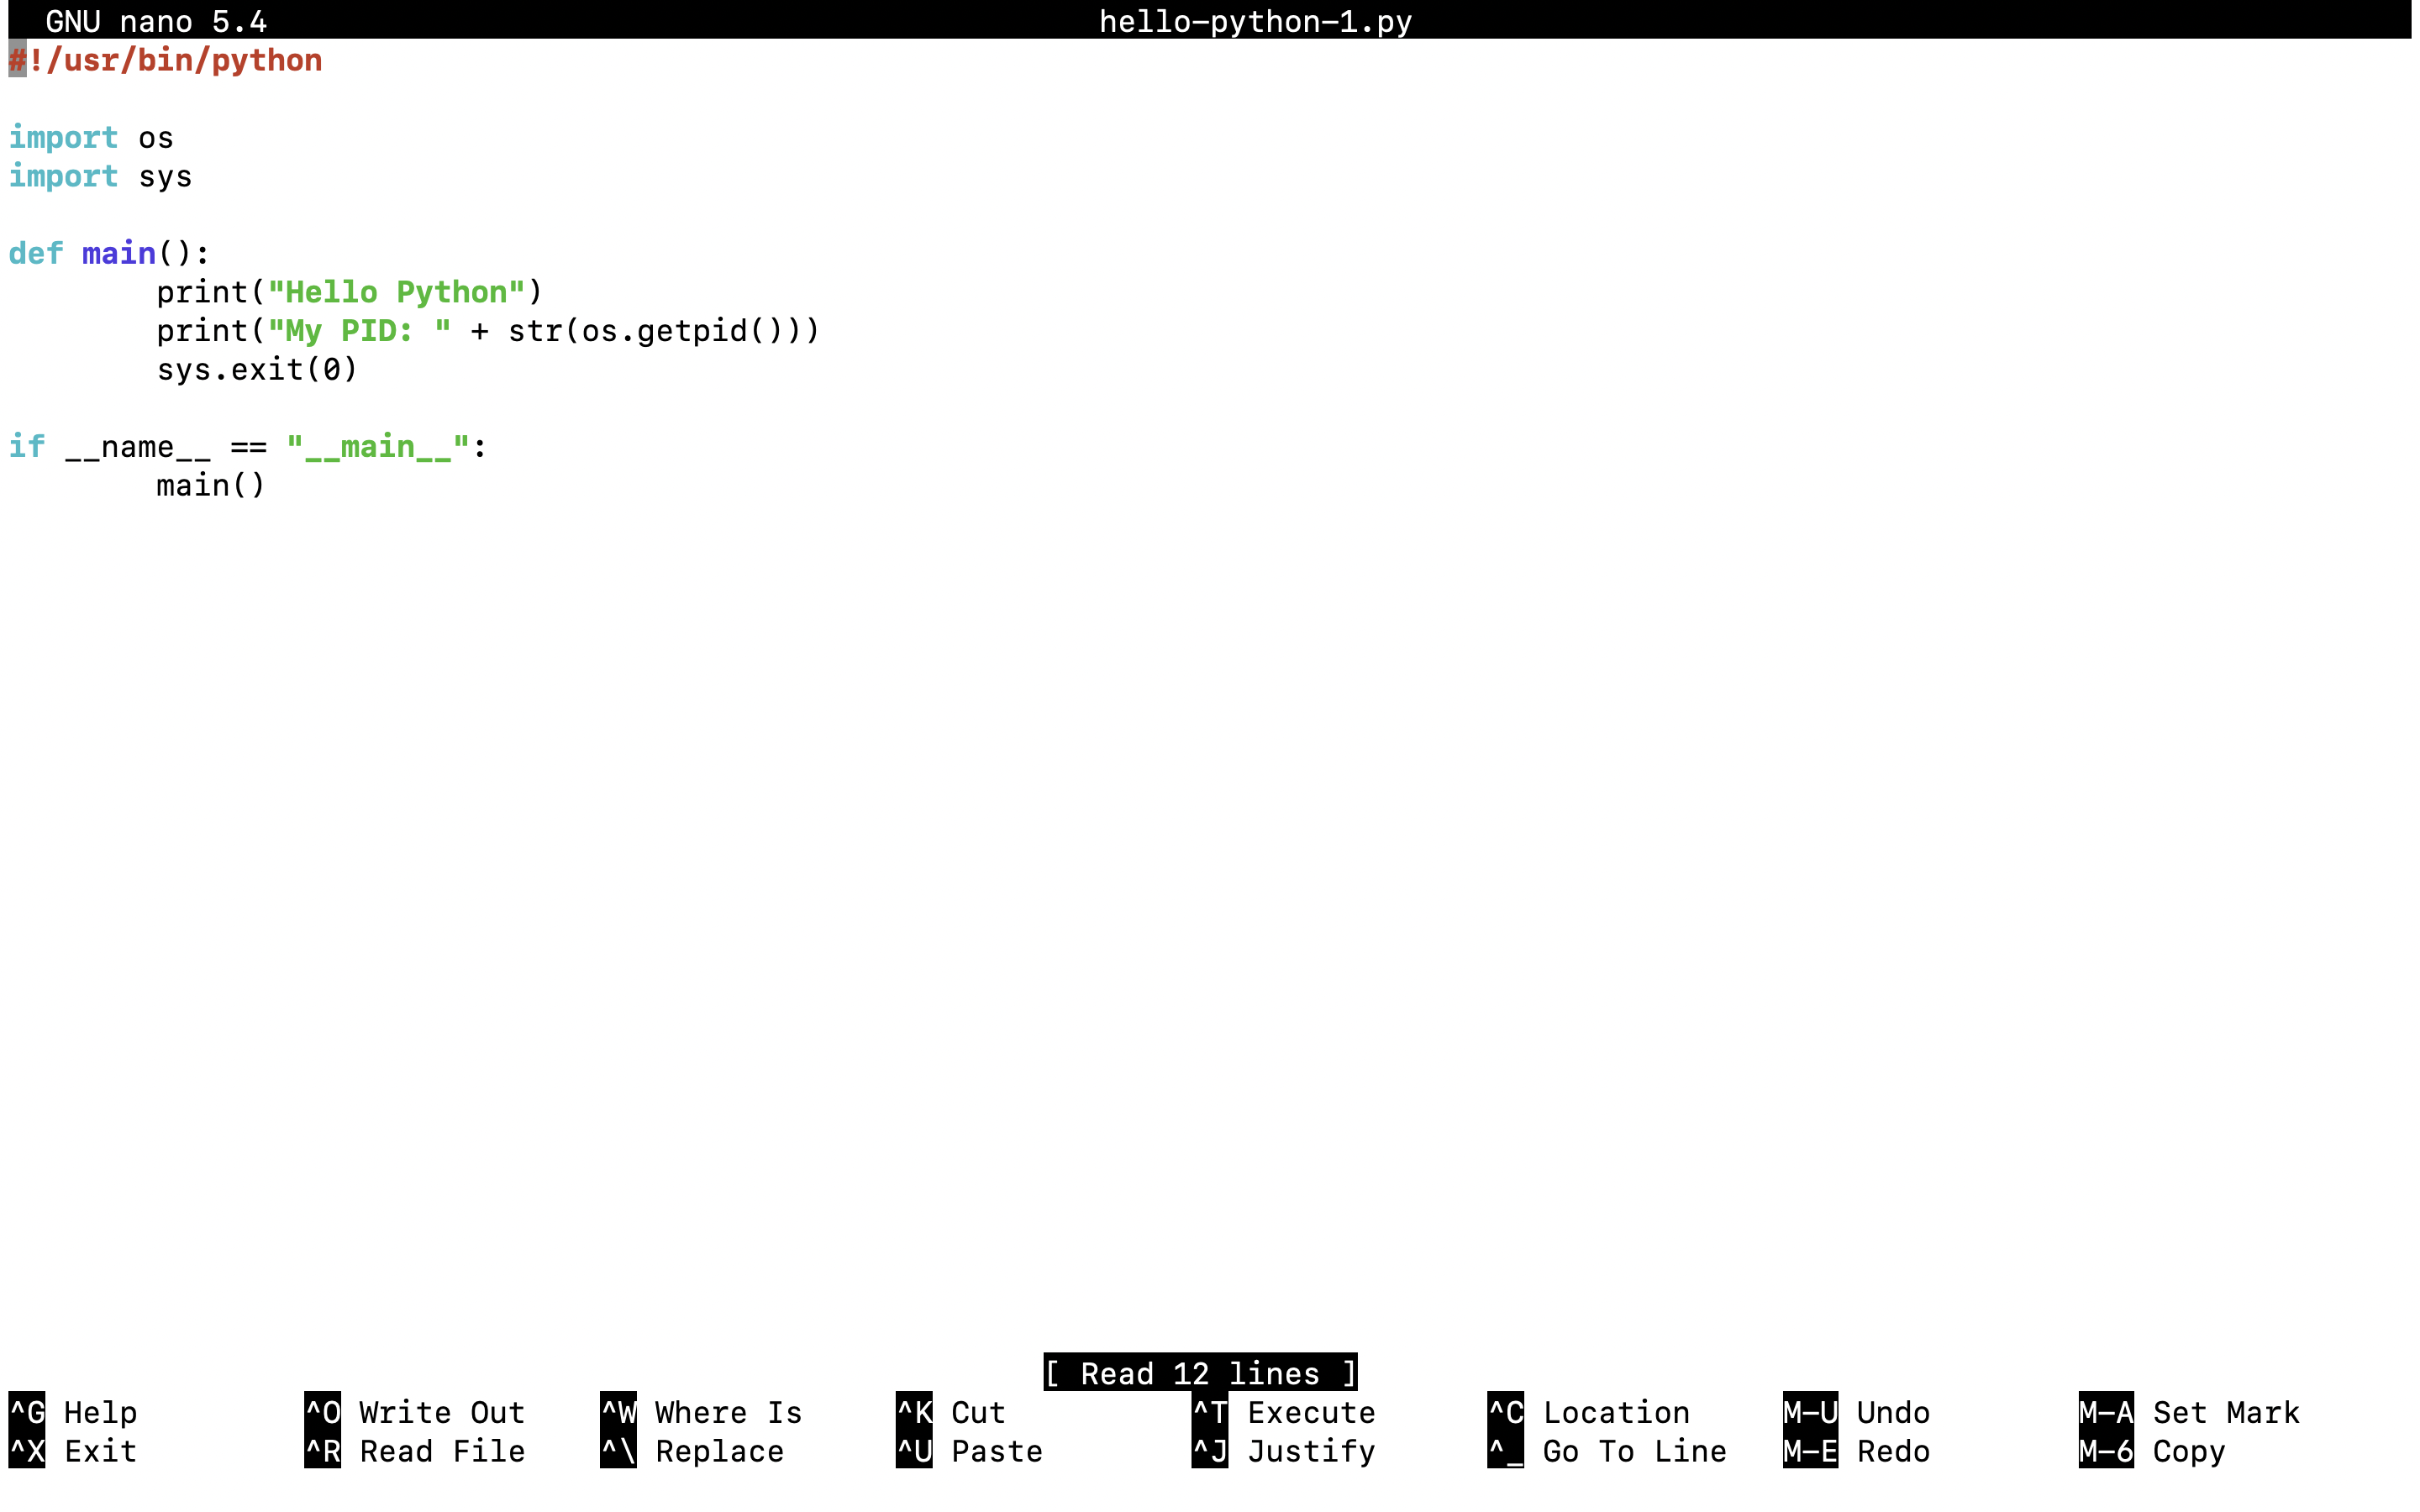 GNU nano 5.4 hello-python-1.py
#!/usr/bin/python

import os
import sys

def main():
        print("Hello Python")
        print("My PID: " + str(os.getpid()))
        sys.exit(0)

if __name__ == "__main__":
        main()

[ Read 12 lines ]
^G Help ^O Write Out ^W Where Is ^K Cut ^T Execute ^C Location M-U Undo M-A Set Mark
^X Exit ^R Read File ^\ Replace ^U Paste ^J Justify ^_ Go To Line M-E Redo M-6 Copy